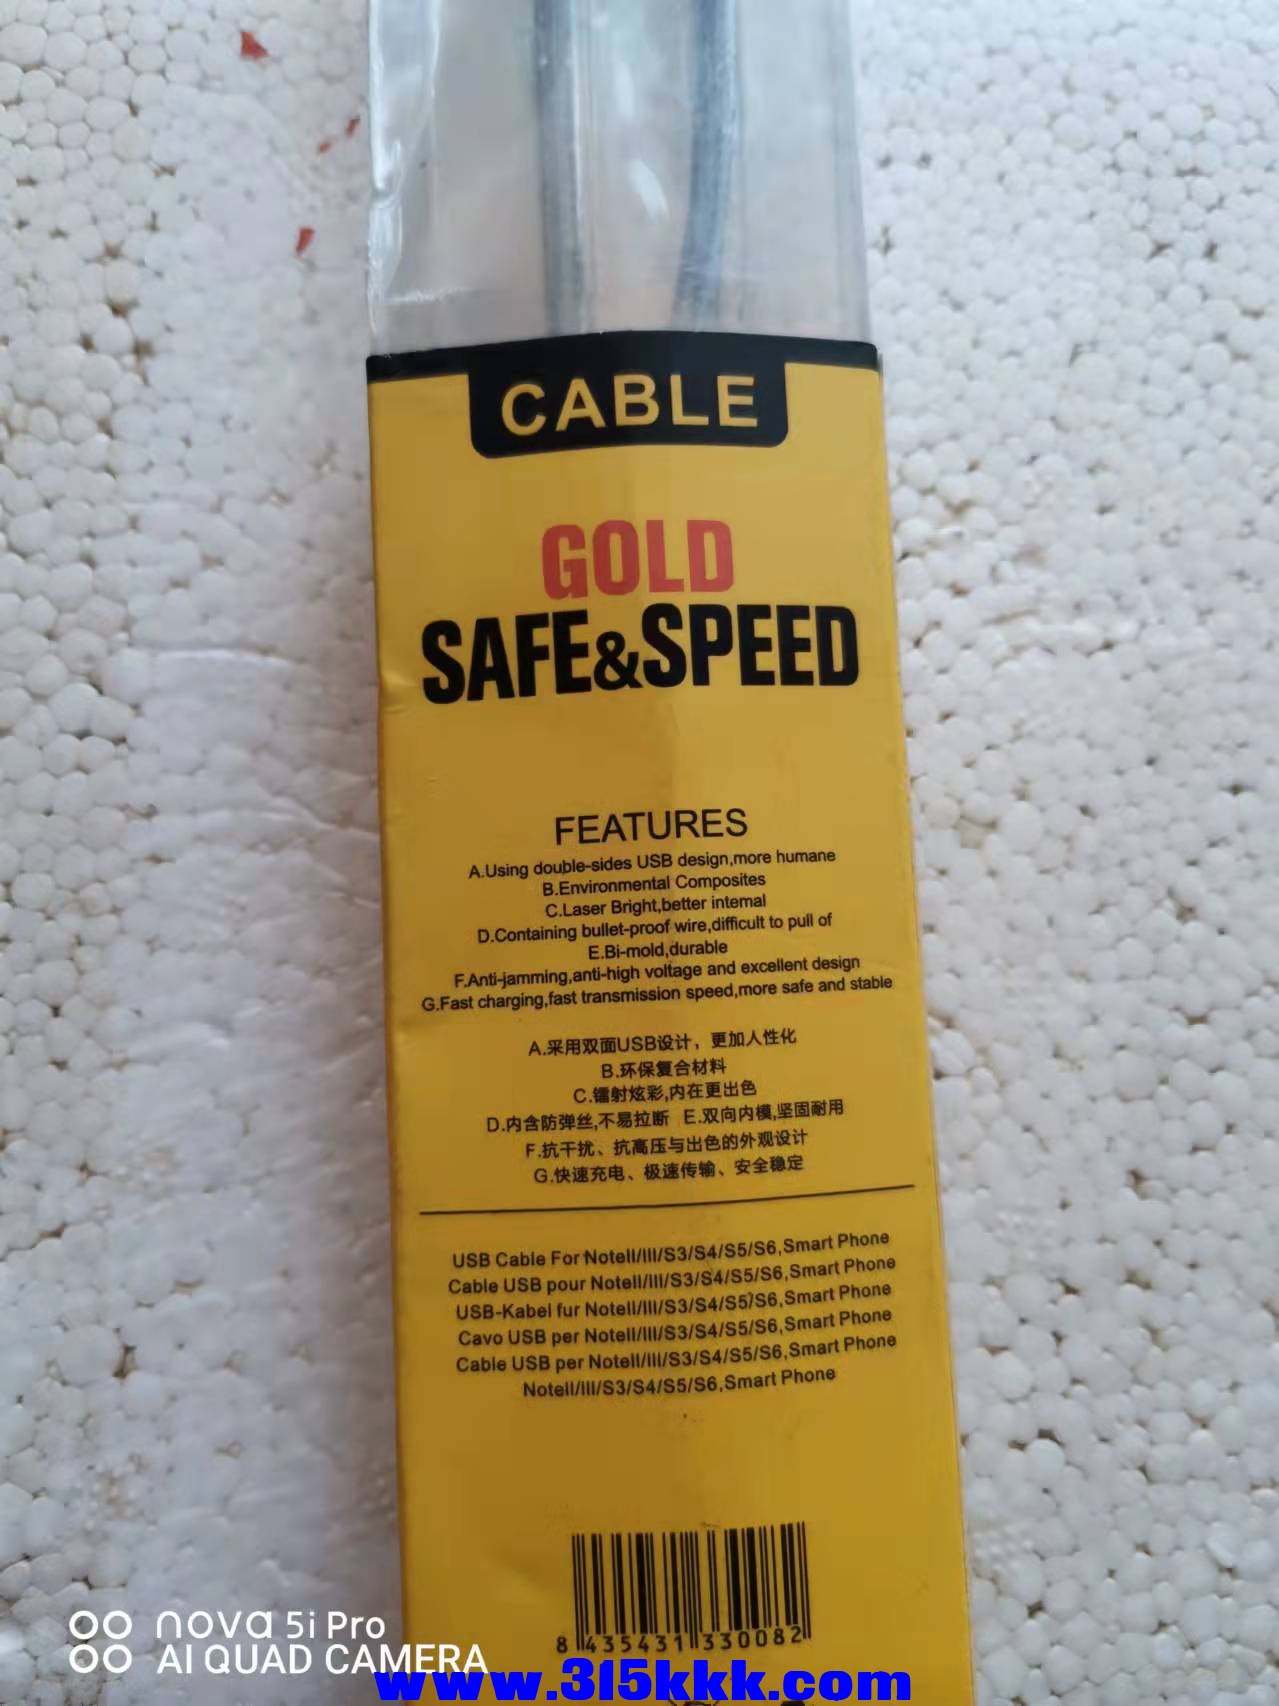 CABLE
GOLD
SAFE&SPEED
FEATURES
A.Using double-sides USB design,more humane
B.Environmental Composites
C.Laser Bright,better internal
D.Containing bullet-proof wire,difficult to pull of
E.Bi-mold,durable
F.Anti-jamming,anti-high voltage and excellent design
G.Fast charging,fast transmission speed,more safe and stable
A.采用双面USB设计，更加人性化
B.环保复合材料
C.镭射炫彩,内在更出色
D.内含防弹丝,不易拉断 E.双向内模,坚固耐用
F.抗干扰、抗高压与出色的外观设计
G.快速充电、极速传输、安全稳定
USB Cable For NoteII/III/S3/S4/S5/S6,Smart Phone
Cable USB pour NoteII/III/S3/S4/S5/S6,Smart Phone
USB-Kabel fur NoteII/III/S3/S4/S5/S6,Smart Phone
Cavo USB per NoteII/III/S3/S4/S5/S6,Smart Phone
Cable USB per NoteII/III/S3/S4/S5/S6,Smart Phone
NoteII/III/S3/S4/S5/S6,Smart Phone
8 435431 330082
nova 5i Pro
AI QUAD CAMERA
www.315kkk.com